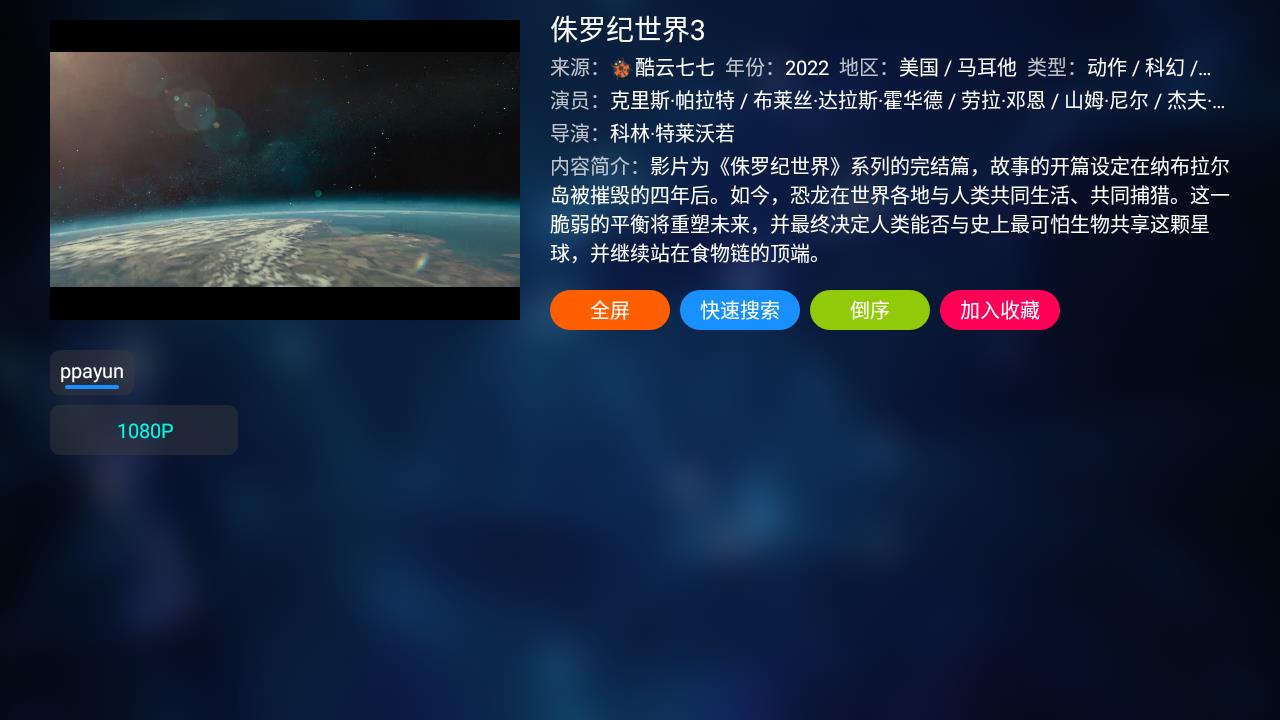 侏罗纪世界3
来源：酷云七七 年份：2022 地区：美国 / 马耳他 类型：动作 / 科幻 /...
演员：克里斯·帕拉特 / 布莱丝·达拉斯·霍华德 / 劳拉·邓恩 / 山姆·尼尔 / 杰夫·...
导演：科林·特莱沃若
内容简介：影片为《侏罗纪世界》系列的完结篇，故事的开篇设定在纳布拉尔
岛被摧毁的四年后。如今，恐龙在世界各地与人类共同生活、共同捕猎。这一
脆弱的平衡将重塑未来，并最终决定人类能否与史上最可怕生物共享这颗星
球，并继续站在食物链的顶端。
全屏 快速搜索 倒序 加入收藏
ppayun
1080P